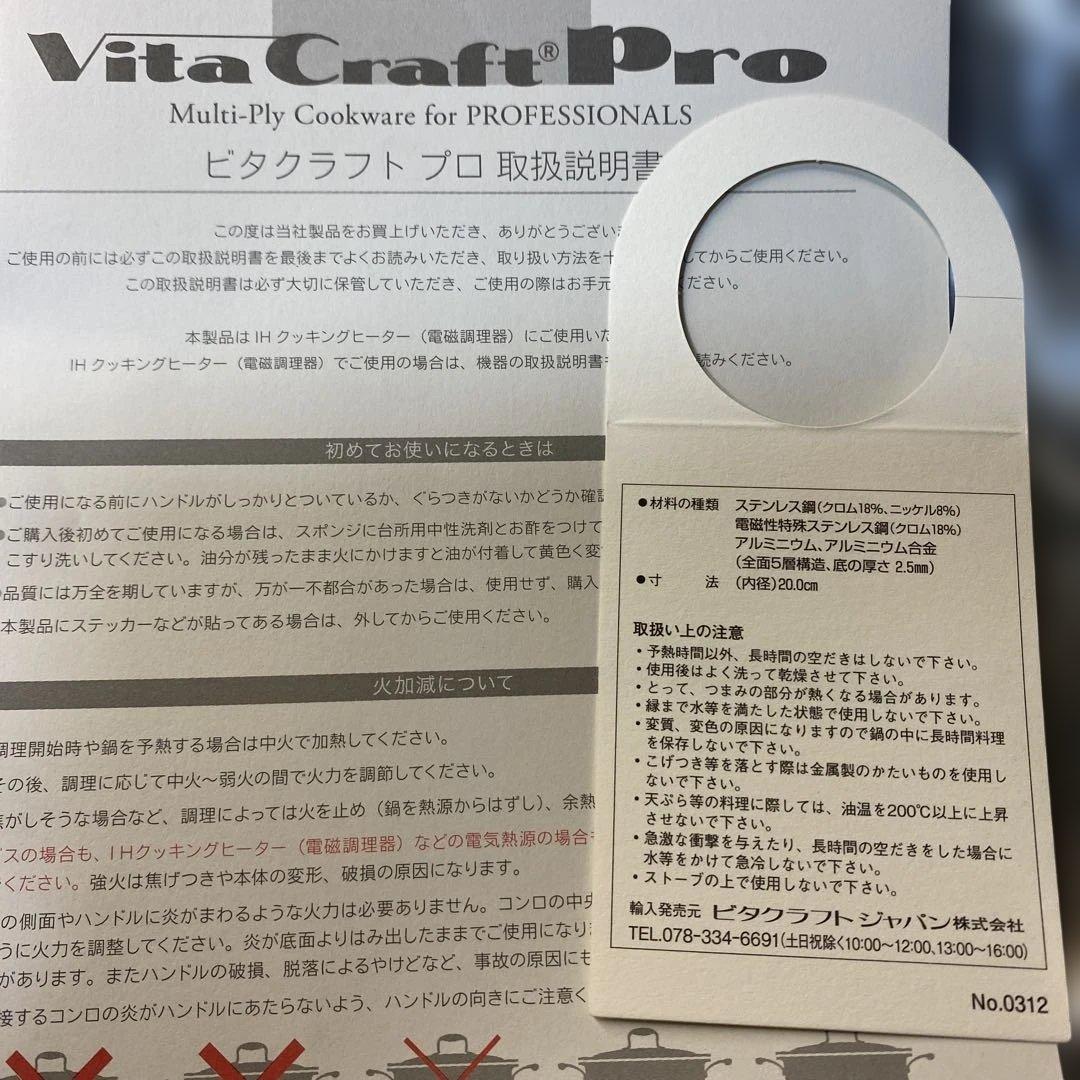 Vita Craft® Pro
Multi-Ply Cookware for PROFESSIONALS
ビタクラフト プロ 取扱説明書
この度は当社製品をお買上げいただき、ありがとうござい
ご使用の前には必ずこの取扱説明書を最後までよくお読みいただき、取り扱い方法を
してからご使用ください。
この取扱説明書は必ず大切に保管していただき、ご使用の際はお手元
ださい。
本製品は IH クッキングヒーター（電磁調理器）にご使用いた
IH クッキングヒーター（電磁調理器）でご使用の場合は、機器の取扱説明書
読みください。
初めてお使いになるときは
●ご使用になる前にハンドルがしっかりとついているか、ぐらつきがないかどうか確認
●ご購入後初めてご使用になる場合は、スポンジに台所用中性洗剤とお酢をつけて
こすり洗いしてください。油分が残ったまま火にかけますと油が付着して黄色く変
●品質には万全を期していますが、万が一不都合があった場合は、使用せず、購入
本製品にステッカーなどが貼ってある場合は、外してからご使用ください。
火加減について
調理開始時や鍋を予熱する場合は中火で加熱してください。
その後、調理に応じて中火〜弱火の間で火力を調節してください。
焦がしそうな場合など、調理によっては火を止め（鍋を熱源からはずし）、余熱
スの場合も、IHクッキングヒーター（電磁調理器）などの電気熱源の場合も
ください。強火は焦げつきや本体の変形、破損の原因になります。
の側面やハンドルに炎がまわるような火力は必要ありません。コンロの中央
うに火力を調整してください。炎が底面よりはみ出したままでご使用になり
があります。またハンドルの破損、脱落によるやけどなど、事故の原因にも
接するコンロの炎がハンドルにあたらないよう、ハンドルの向きにご注意く
●材料の種類 ステンレス鋼(クロム18%、ニッケル8%)
電磁性特殊ステンレス鋼(クロム18%)
アルミニウム、アルミニウム合金
(全面5層構造、底の厚さ 2.5mm)
●寸 法 (内径)20.0cm
取扱い上の注意
・予熱時間以外、長時間の空だきはしないで下さい。
・使用後はよく洗って乾燥させて下さい。
・とって、つまみの部分が熱くなる場合があります。
・縁まで水等を満たした状態で使用しないで下さい。
・変質、変色の原因になりますので鍋の中に長時間料理
を保存しないで下さい。
・こげつき等を落とす際は金属製のかたいものを使用し
ないで下さい。
・天ぷら等の料理に際しては、油温を200℃以上に上昇
させないで下さい。
・急激な衝撃を与えたり、長時間の空だきをした場合に
水等をかけて急冷しないで下さい。
・ストーブの上で使用しないで下さい。
輸入発売元 ビタクラフトジャパン株式会社
TEL.078-334-6691(土日祝除く10:00〜12:00、13:00〜16:00)
No.0312